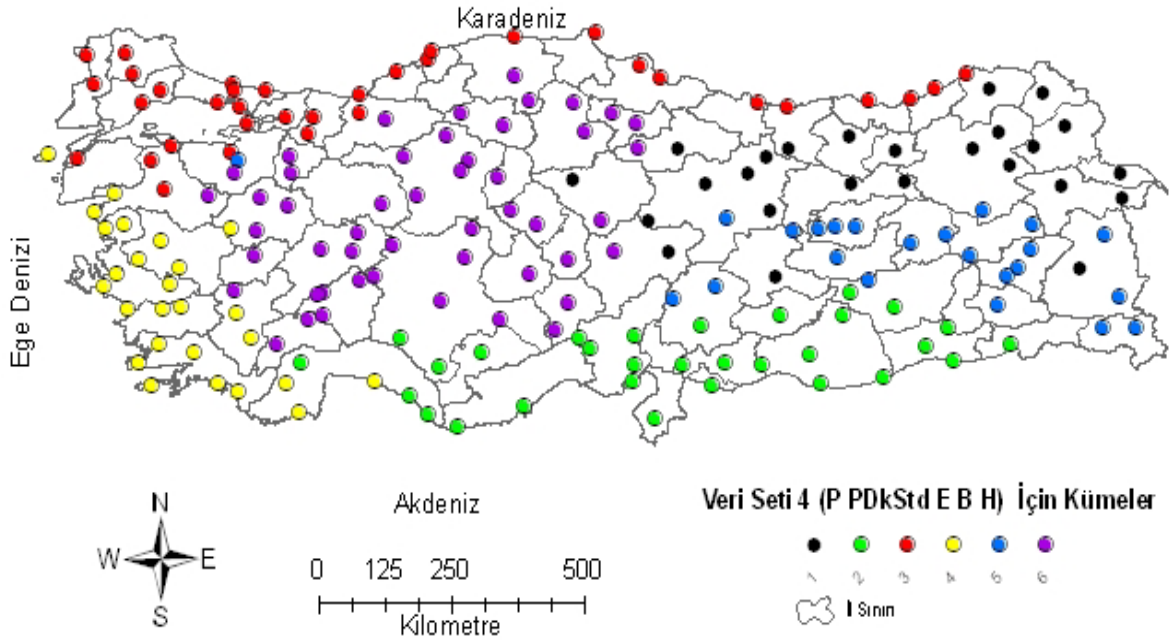 Karadeniz
Ege Denizi
Akdeniz
N
W E
S
0 125 250 500
Kilometre
Veri Seti 4 (P PDkStd E B H) İçin Kümeler
1 2 3 4 5 6
İl Sınırı